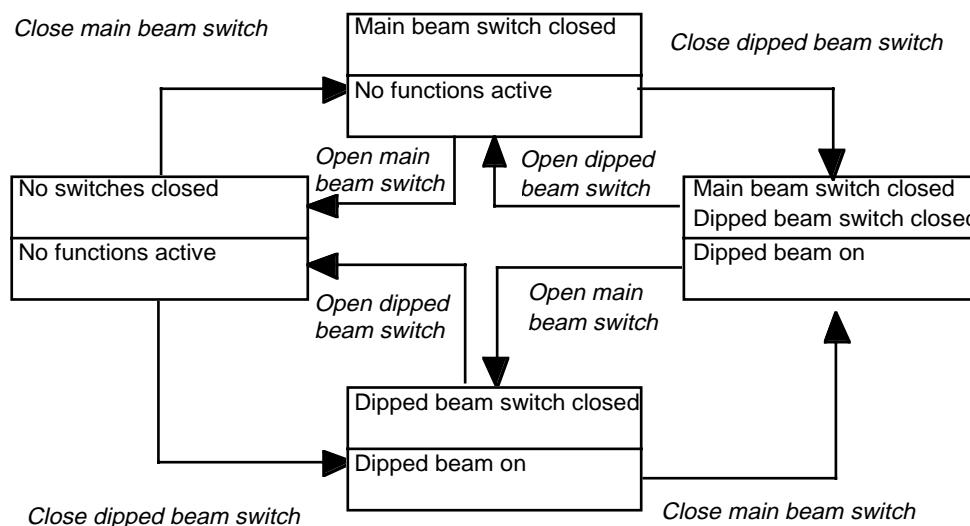 Close main beam switch
Main beam switch closed
No functions active
Close dipped beam switch
Open main
beam switch
Open dipped
beam switch
No switches closed
No functions active
Main beam switch closed
Dipped beam switch closed
Dipped beam on
Open dipped
beam switch
Open main
beam switch
Dipped beam switch closed
Dipped beam on
Close dipped beam switch
Close main beam switch